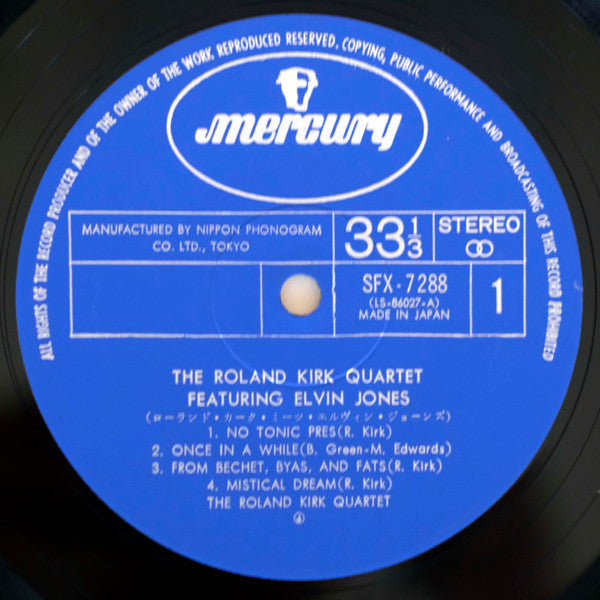 ALL RIGHTS OF THE RECORD PRODUCER AND OF THE OWNER OF THE WORK REPRODUCED RESERVED. COPYING, PUBLIC PERFORMANCE AND BROADCASTING OF THIS RECORD PROHIBITED
mercury
MANUFACTURED BY NIPPON PHONOGRAM
CO. LTD., TOKYO
33 1/3
STEREO
SFX-7288
(LS-86027-A)
MADE IN JAPAN
1
THE ROLAND KIRK QUARTET
FEATURING ELVIN JONES
(ローランド・カーク・ミーツ・エルヴィン・ジョーンズ)
1. NO TONIC PRES(R. Kirk)
2. ONCE IN A WHILE(B. Green-M. Edwards)
3. FROM BECHET, BYAS, AND FATS(R. Kirk)
4. MISTICAL DREAM(R. Kirk)
THE ROLAND KIRK QUARTET